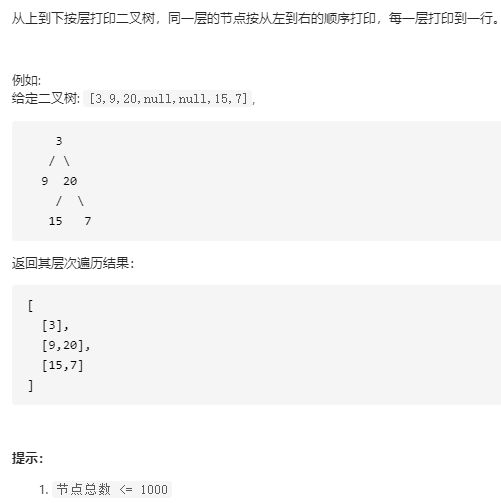 从上到下按层打印二叉树，同一层的节点按从左到右的顺序打印，每一层打印到一行。
例如:
给定二叉树: [3,9,20,null,null,15,7],
3
/ \
9  20
/  \
15   7
返回其层次遍历结果：
[
[3],
[9,20],
[15,7]
]
提示：
1. 节点总数 <= 1000